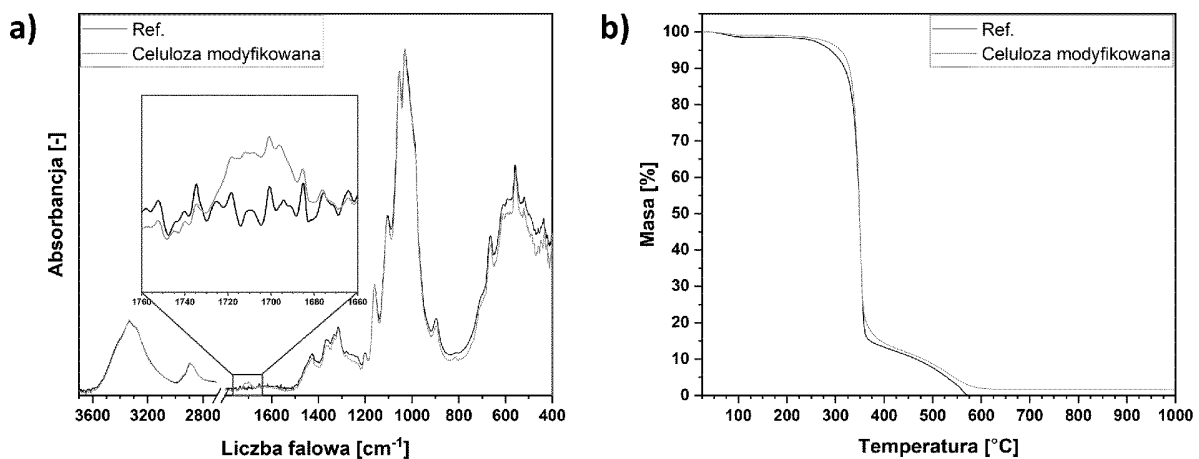 a)
Ref.
Celuloza modyfikowana
Absorbancja [-]
1760 1740 1720 1700 1680 1660
3600 3200 2800 1600 1400 1200 1000 800 600 400
Liczba falowa [cm⁻¹]
b)
Ref.
Celuloza modyfikowana
Masa [%]
100
90
80
70
60
50
40
30
20
10
0
100 200 300 400 500 600 700 800 900 1000
Temperatura [°C]